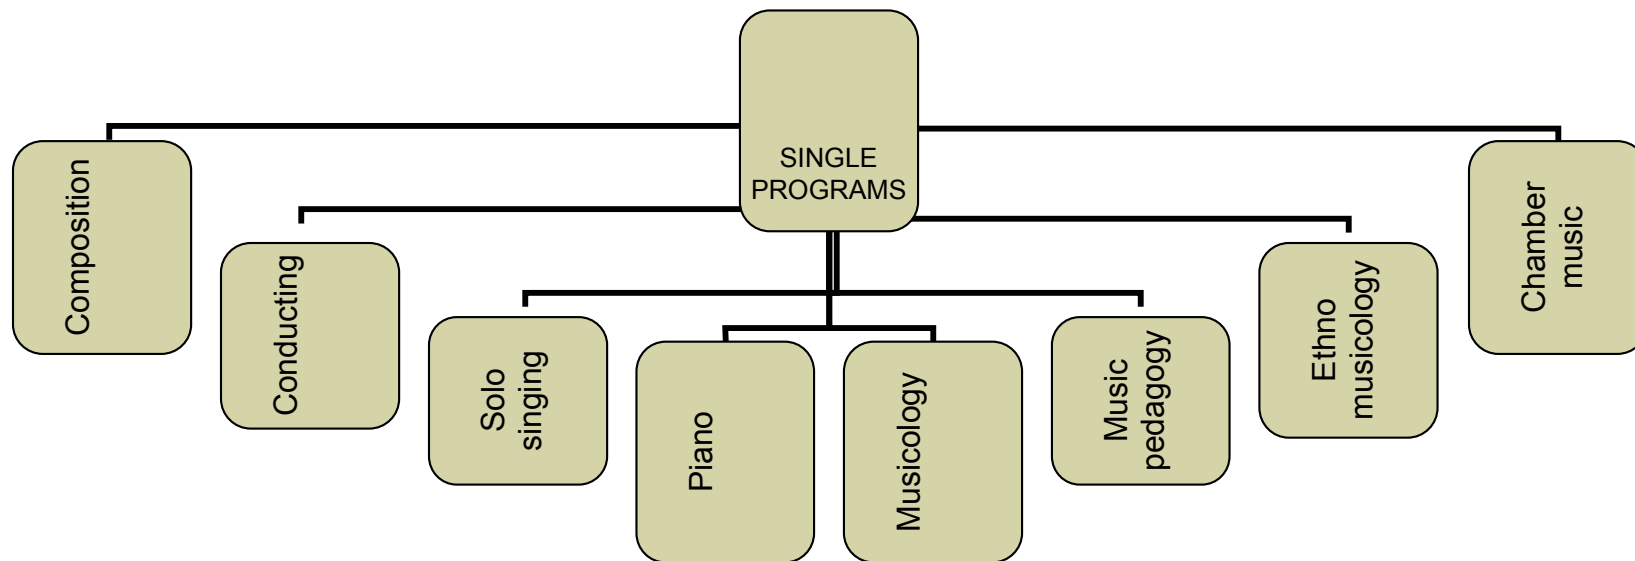 SINGLE
PROGRAMS
Composition
Conducting
Solo
singing
Piano
Musicology
Music
pedagogy
Ethno
musicology
Chamber
music